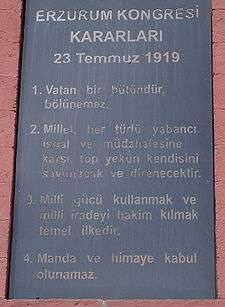 ERZURUM KONGRESİ
KARARLARI
23 Temmuz 1919
1. Vatan bir bütündür,
bölünemez.
2. Millet, her türlü yabancı
işgal ve müdahalesine
karşı, top yekün kendisini
savunacak ve direnecektir.
3. Milli gücü kullanmak ve
milli iradeyi hakim kılmak
temel ilkedir.
4. Manda ve himaye kabul
olunamaz.